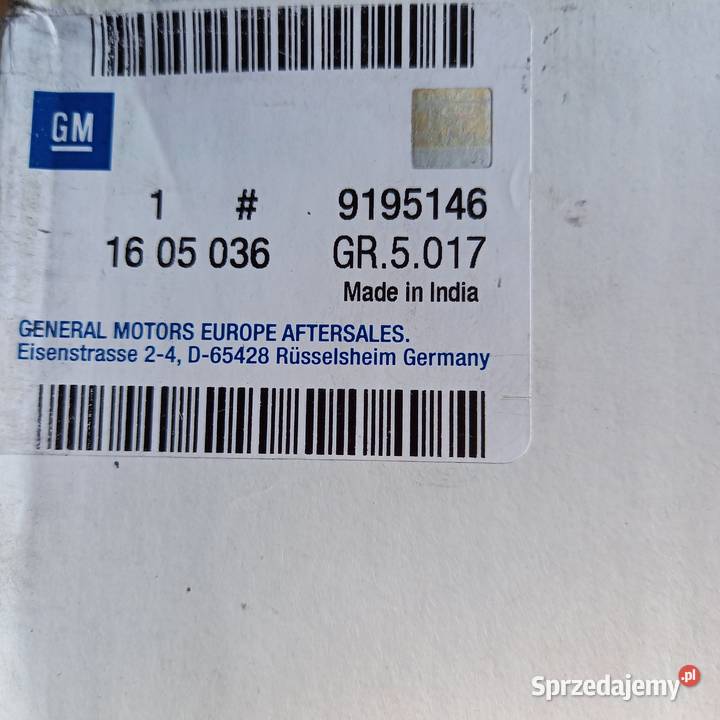 GM
1 # 9195146
16 05 036 GR.5.017
Made in India
GENERAL MOTORS EUROPE AFTERSALES.
Eisenstrasse 2-4, D-65428 Rüsselsheim Germany
Sprzedajemy.pl